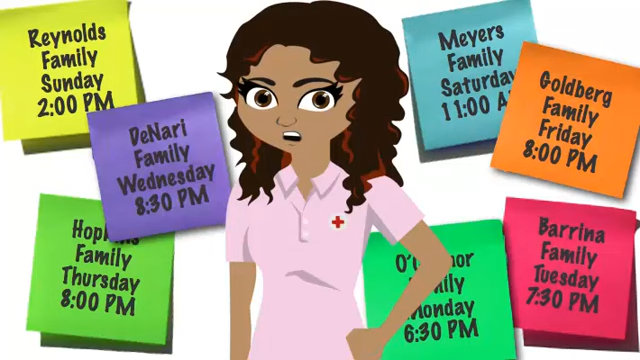 Reynolds
Family
Sunday
2:00 PM
DeNari
Family
Wednesday
8:30 PM
Family
Thursday
8:00 PM
Meyers
Family
Saturday
11:00
Goldberg
Family
Friday
8:00 PM
Monday
6:30 PM
Barrina
Family
Tuesday
7:30 PM